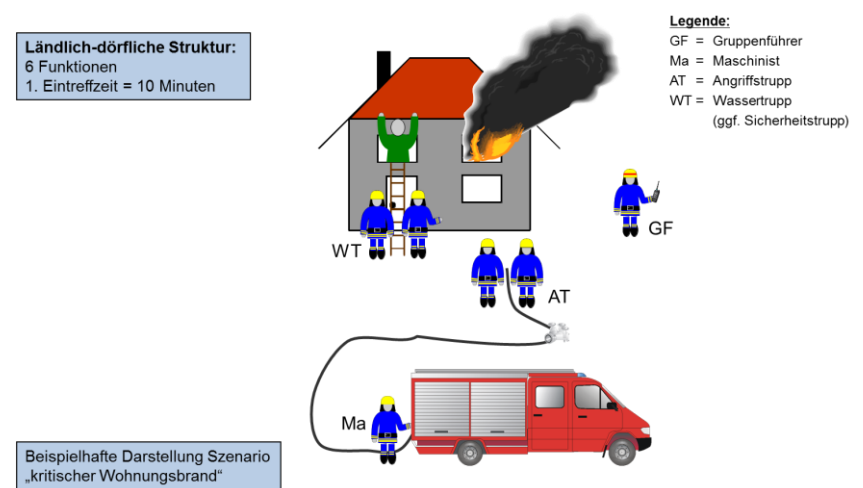 Ländlich-dörfliche Struktur:
6 Funktionen
1. Eintreffzeit = 10 Minuten
Legende:
GF = Gruppenführer
Ma = Maschinist
AT = Angriffstrupp
WT = Wassertrupp
(ggf. Sicherheitstrupp)
GF
WT
AT
Ma
Beispielhafte Darstellung Szenario
„kritischer Wohnungsbrand“